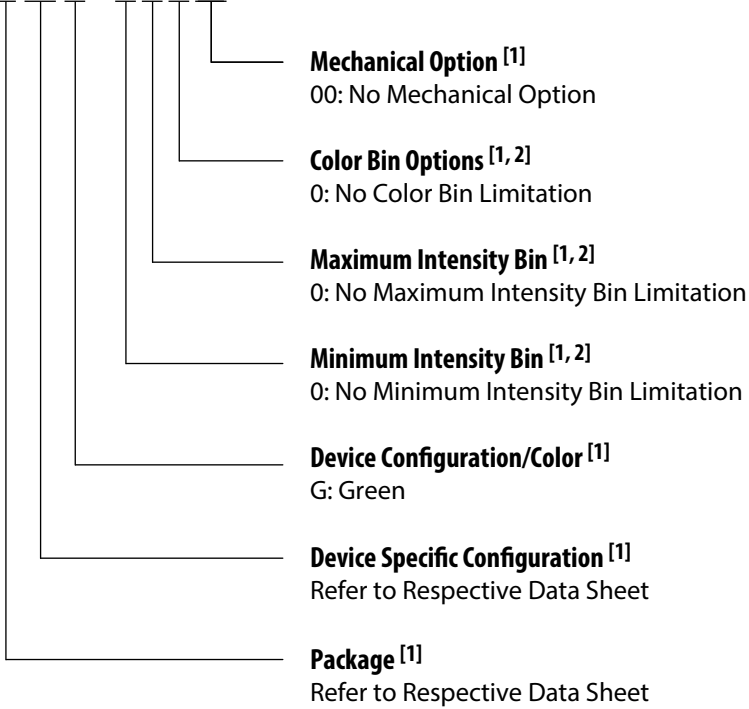 Mechanical Option [1]
00: No Mechanical Option
Color Bin Options [1, 2]
0: No Color Bin Limitation
Maximum Intensity Bin [1, 2]
0: No Maximum Intensity Bin Limitation
Minimum Intensity Bin [1, 2]
0: No Minimum Intensity Bin Limitation
Device Configuration/Color [1]
G: Green
Device Specific Configuration [1]
Refer to Respective Data Sheet
Package [1]
Refer to Respective Data Sheet